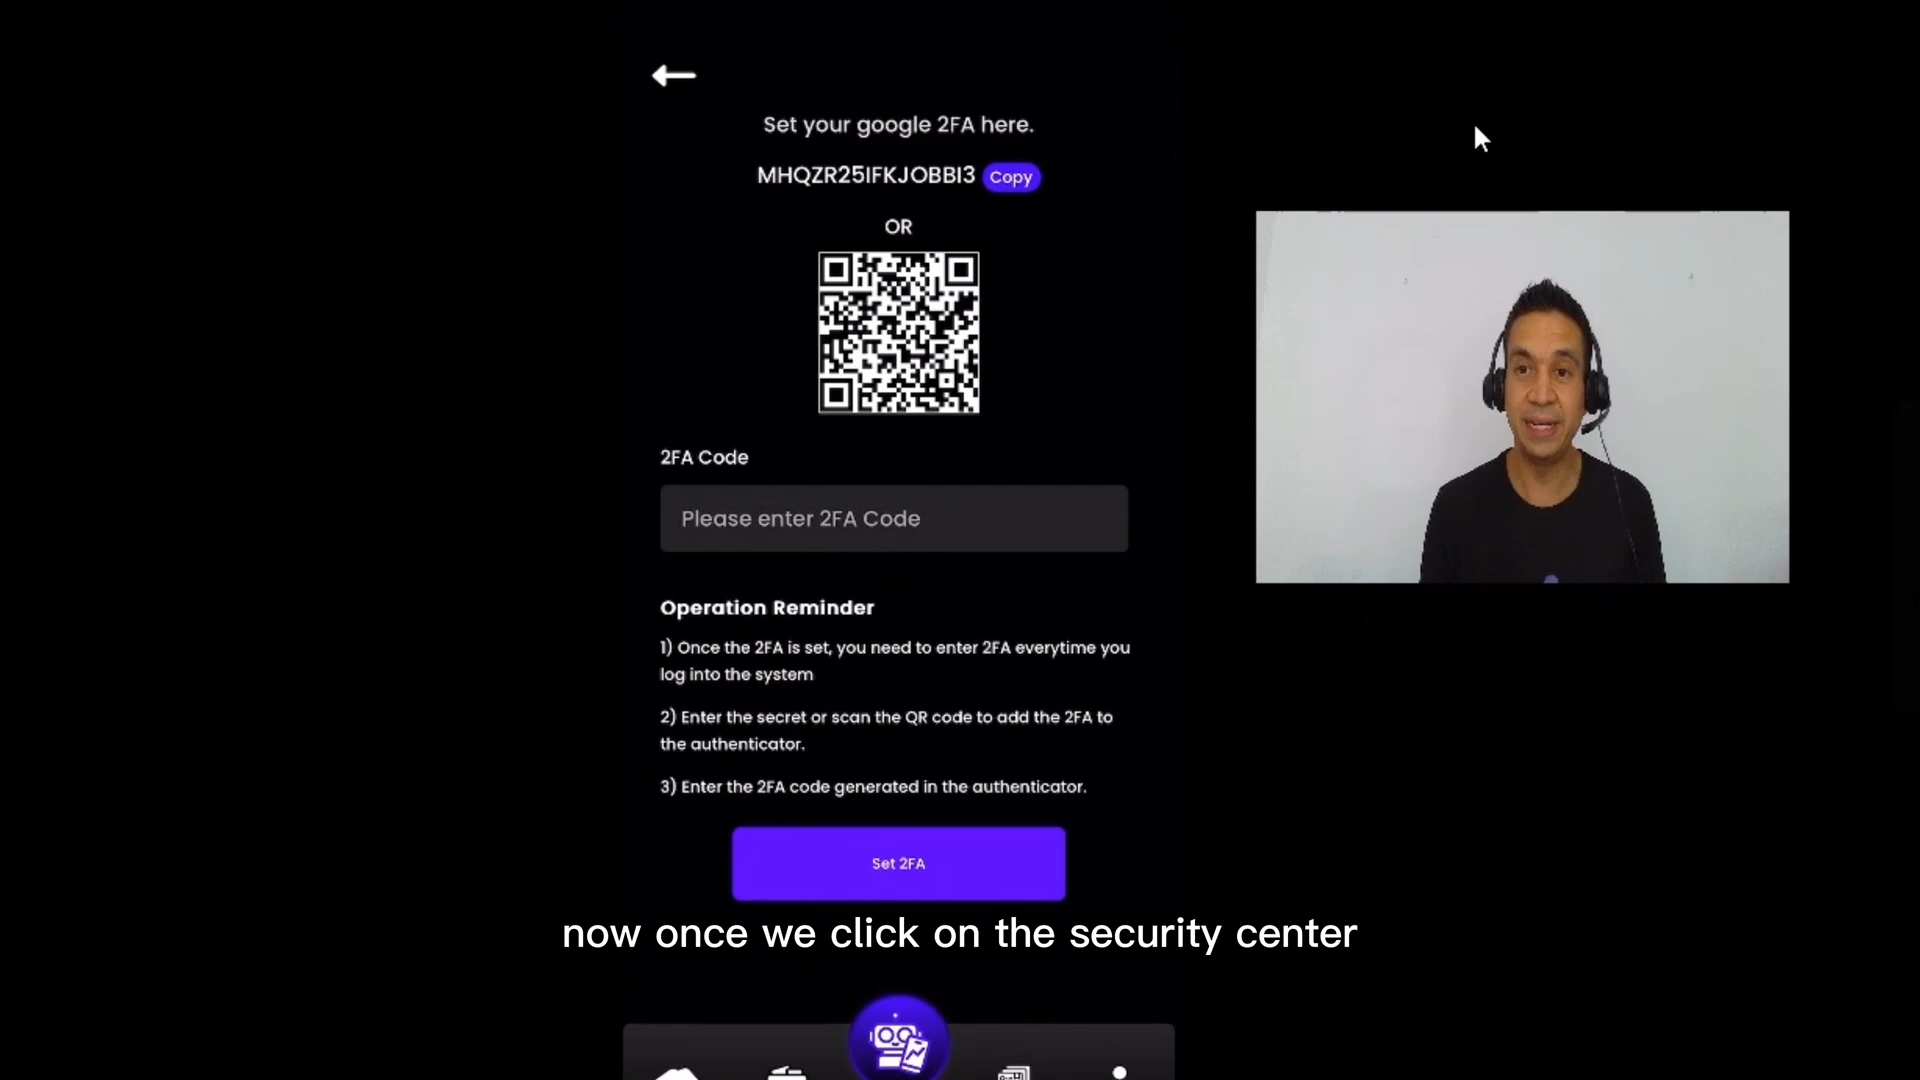 Set your google 2FA here.
MHQZR25IFKJOBBI3 Copy
OR
2FA Code
Please enter 2FA Code
Operation Reminder
1) Once the 2FA is set, you need to enter 2FA everytime you
log into the system
2) Enter the secret or scan the QR code to add the 2FA to
the authenticator.
3) Enter the 2FA code generated in the authenticator.
Set 2FA
now once we click on the security center